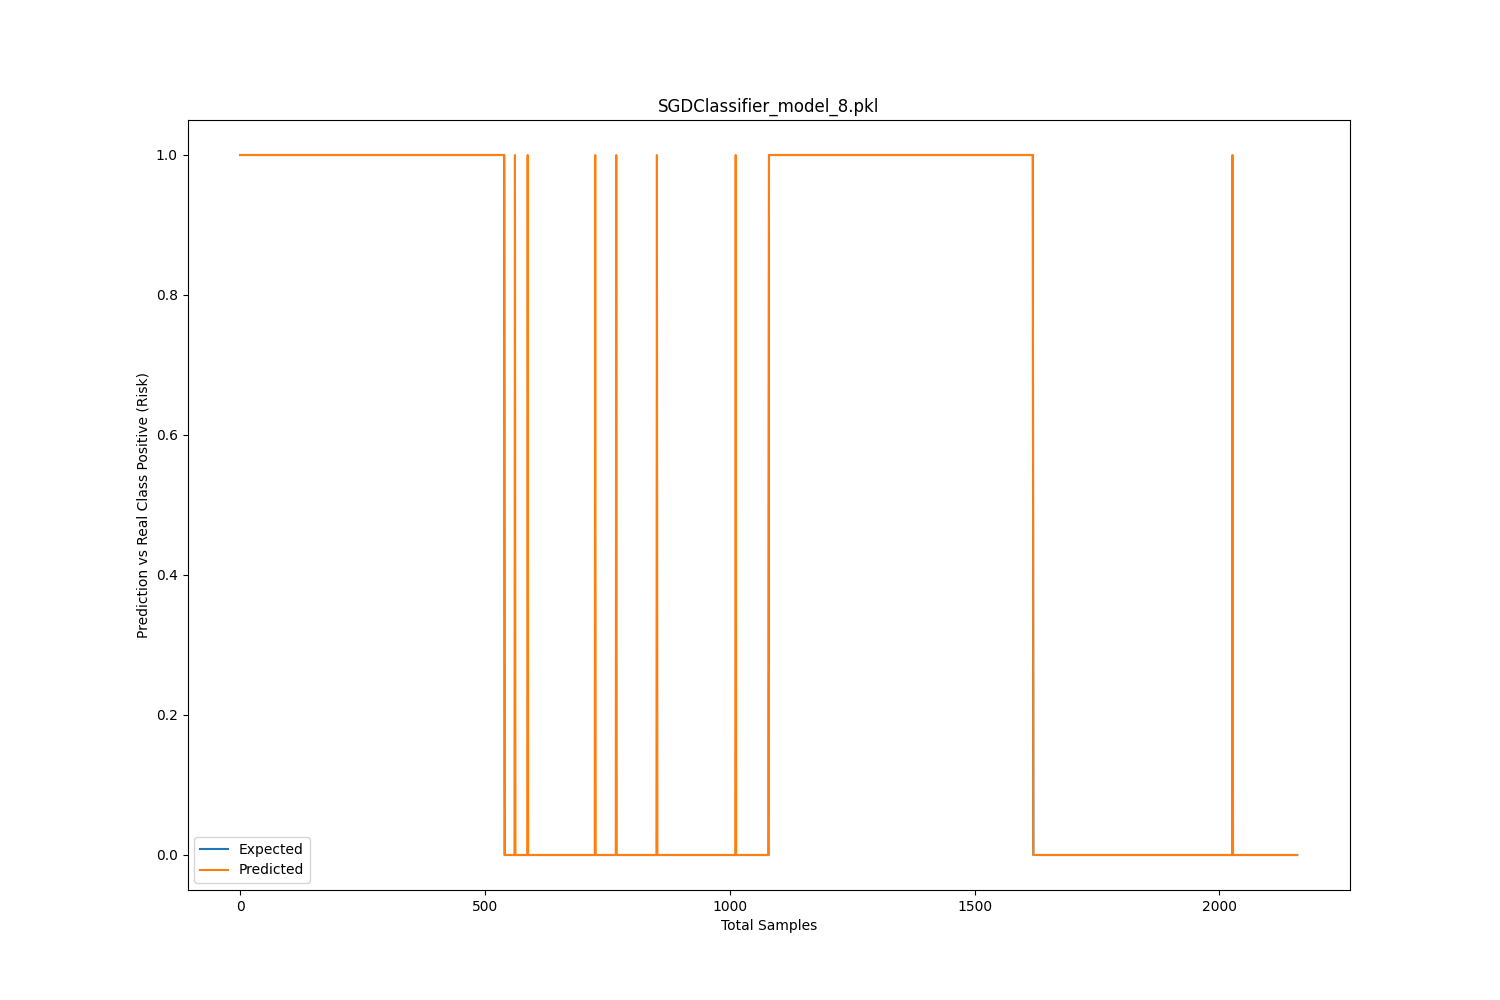 SGDClassifier_model_8.pkl
1.0
0.8
0.6
0.4
0.2
0.0
Prediction vs Real Class Positive (Risk)
Expected
Predicted
0
500
1000
1500
2000
Total Samples